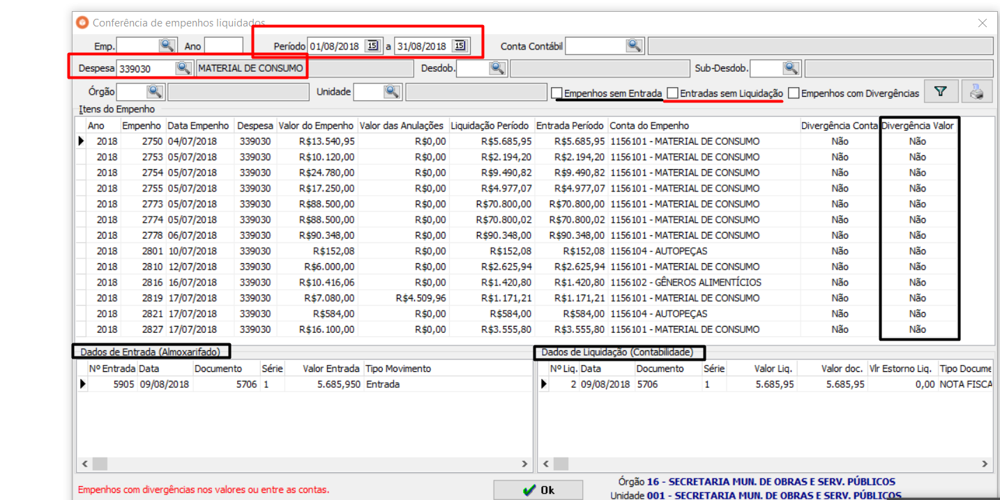 Conferência de empenhos liquidados
Emp. Ano Período 01/08/2018 15 a 31/08/2018 15 Conta Contábil
Despesa 339030 MATERIAL DE CONSUMO Desdob. Sub-Desdob.
Órgão Unidade Empenhos sem Entrada Entradas sem Liquidação Empenhos com Divergências
Itens do Empenho
Ano Empenho Data Empenho Despesa Valor do Empenho Valor das Anulações Liquidação Período Entrada Período Conta do Empenho Divergência Conta Divergência Valor
2018 2750 04/07/2018 339030 R$13.540,95 R$0,00 R$5.685,95 R$5.685,95 1156101 - MATERIAL DE CONSUMO Não Não
2018 2753 05/07/2018 339030 R$10.120,00 R$0,00 R$2.194,20 R$2.194,20 1156101 - MATERIAL DE CONSUMO Não Não
2018 2754 05/07/2018 339030 R$24.780,00 R$0,00 R$9.490,82 R$9.490,82 1156101 - MATERIAL DE CONSUMO Não Não
2018 2755 05/07/2018 339030 R$17.250,00 R$0,00 R$4.977,07 R$4.977,07 1156101 - MATERIAL DE CONSUMO Não Não
2018 2773 05/07/2018 339030 R$88.500,00 R$0,00 R$70.800,00 R$70.800,00 1156101 - MATERIAL DE CONSUMO Não Não
2018 2774 05/07/2018 339030 R$88.500,00 R$0,00 R$70.800,02 R$70.800,02 1156101 - MATERIAL DE CONSUMO Não Não
2018 2778 06/07/2018 339030 R$90.348,00 R$0,00 R$90.348,00 R$90.348,00 1156101 - MATERIAL DE CONSUMO Não Não
2018 2801 10/07/2018 339030 R$152,08 R$0,00 R$152,08 R$152,08 1156104 - AUTOPEÇAS Não Não
2018 2810 12/07/2018 339030 R$6.000,00 R$0,00 R$2.625,94 R$2.625,94 1156101 - MATERIAL DE CONSUMO Não Não
2018 2816 16/07/2018 339030 R$10.416,06 R$0,00 R$1.420,80 R$1.420,80 1156102 - GÊNEROS ALIMENTÍCIOS Não Não
2018 2819 17/07/2018 339030 R$7.080,00 R$4.509,96 R$1.171,21 R$1.171,21 1156101 - MATERIAL DE CONSUMO Não Não
2018 2821 17/07/2018 339030 R$584,00 R$0,00 R$584,00 R$584,00 1156104 - AUTOPEÇAS Não Não
2018 2827 17/07/2018 339030 R$16.100,00 R$0,00 R$3.555,80 R$3.555,80 1156101 - MATERIAL DE CONSUMO Não Não
Dados de Entrada (Almoxarifado) Dados de Liquidação (Contabilidade)
Nº Entrada Data Documento Série Valor Entrada Tipo Movimento Nº Liq. Data Documento Série Valor Liq. Valor doc. Vlr Estorno Liq. Tipo Docume
5905 09/08/2018 5706 1 5.685,950 Entrada 2 09/08/2018 5706 1 5.685,95 5.685,95 0,00 NOTA FISCA
Empenhos com divergências nos valores ou entre as contas. Ok Órgão 16 - SECRETARIA MUN. DE OBRAS E SERV. PÚBLICOS
Unidade 001 - SECRETARIA MUN. DE OBRAS E SERV. PÚBLICOS